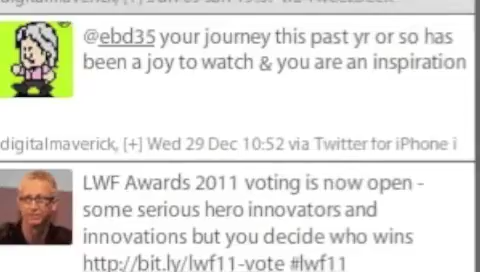 @ebd35 your journey this past yr or so has
been a joy to watch & you are an inspiration
digitalmaverick, [+] Wed 29 Dec 10:52 via Twitter for iPhone i
LWF Awards 2011 voting is now open -
some serious hero innovators and
innovations but you decide who wins
http://bit.ly/lwf11-vote #lwf11